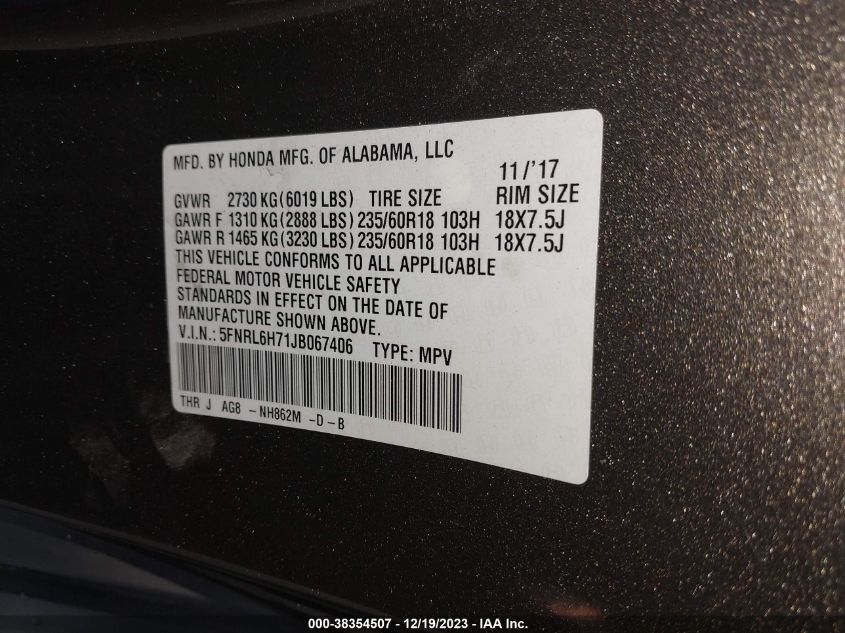 MFD. BY HONDA MFG. OF ALABAMA, LLC
11/'17
GVWR 2730 KG(6019 LBS) TIRE SIZE RIM SIZE
GAWR F 1310 KG(2888 LBS) 235/60R18 103H 18X7.5J
GAWR R 1465 KG(3230 LBS) 235/60R18 103H 18X7.5J
THIS VEHICLE CONFORMS TO ALL APPLICABLE
FEDERAL MOTOR VEHICLE SAFETY
STANDARDS IN EFFECT ON THE DATE OF
MANUFACTURE SHOWN ABOVE.
V.I.N.: 5FNRL6H71JB067406 TYPE: MPV
THR J AG8 -NH862M -D-B
000-38354507 - 12/19/2023 - IAA Inc.